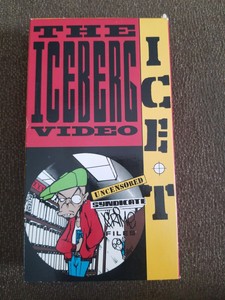 THE
ICEBERG
VIDEO
ICE-T
UNCENSORED
SYNDICATE
FILES